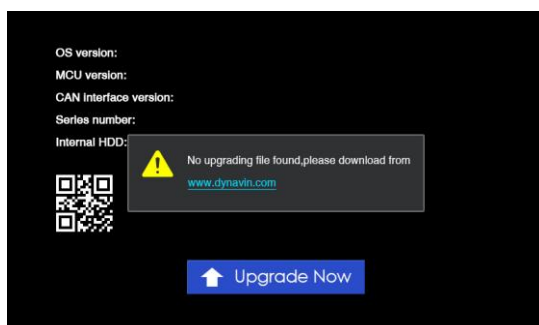 OS version:
MCU version:
CAN interface version:
Series number:
Internal HDD:
No upgrading file found,please download from
www.dynavin.com
Upgrade Now